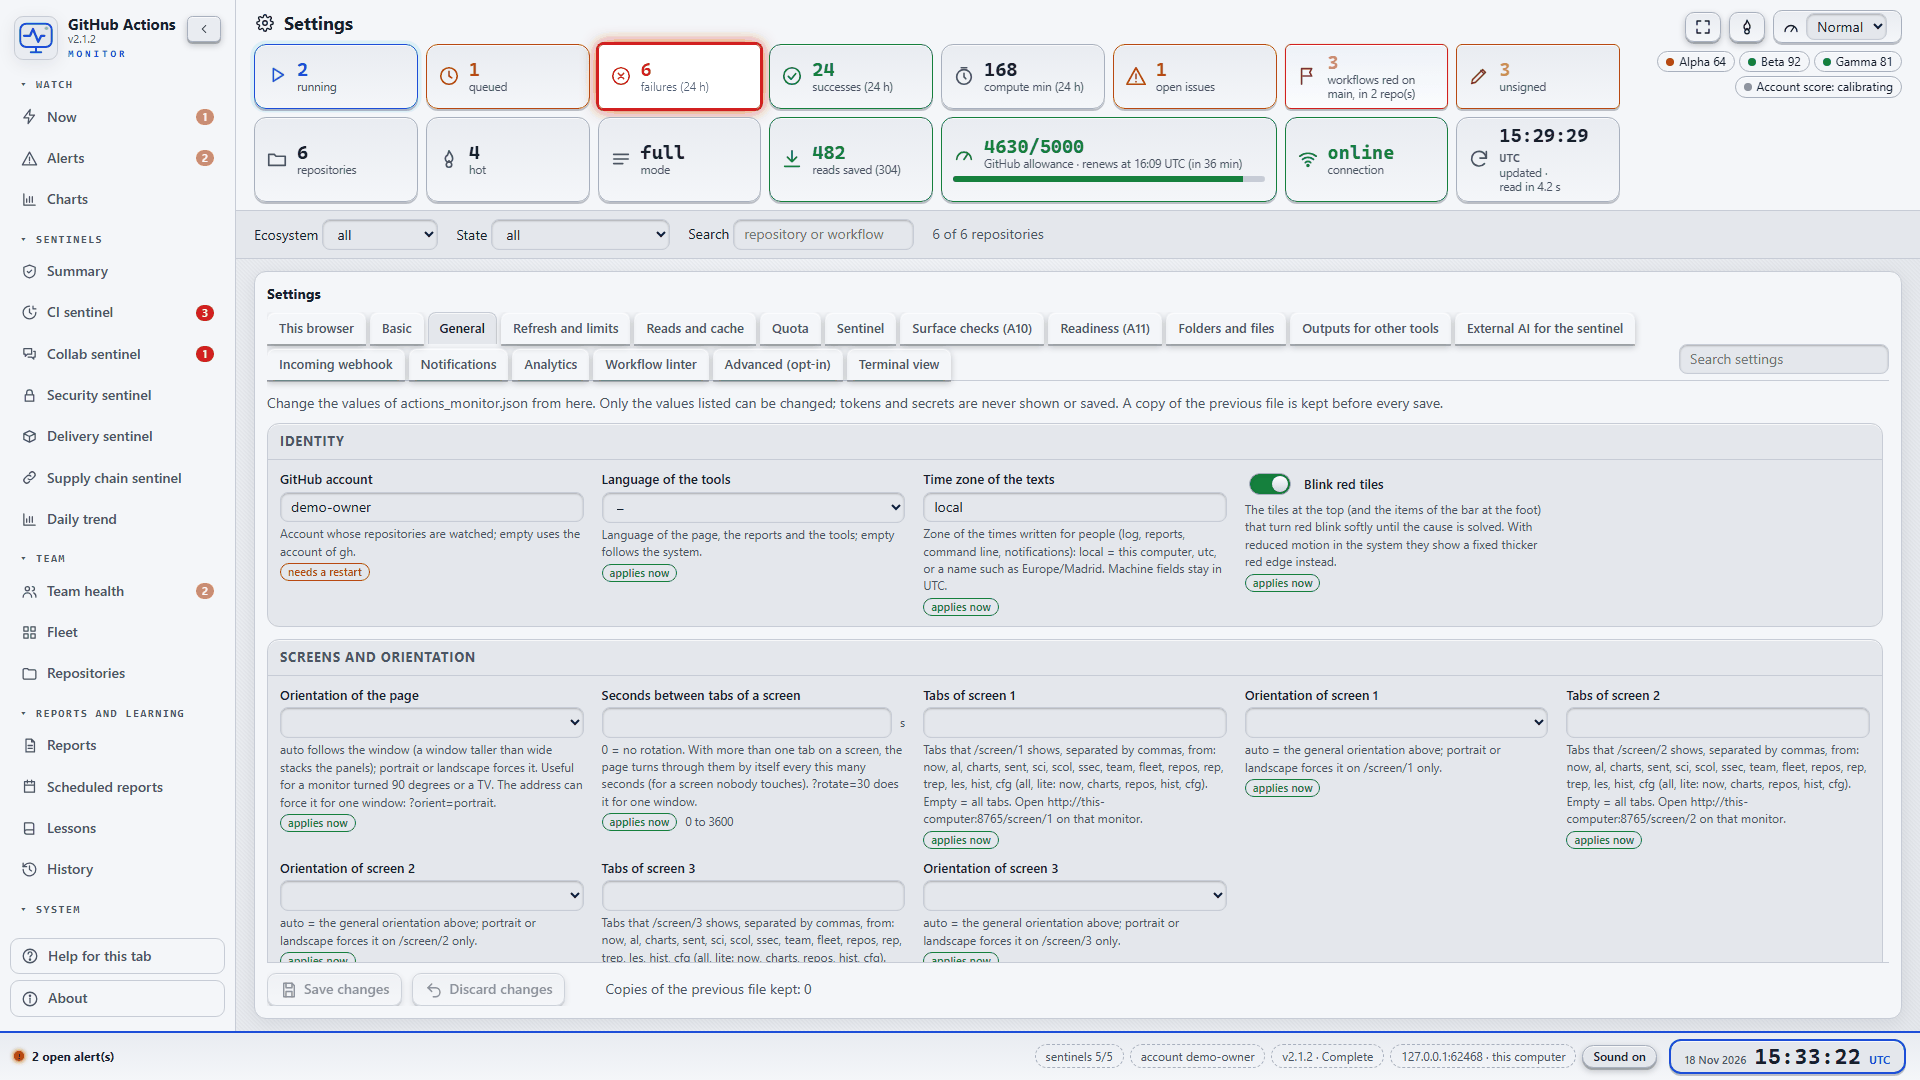 GitHub Actions
v2.1.2
MONITOR
WATCH
Now 1
Alerts 2
Charts
SENTINELS
Summary
CI sentinel 3
Collab sentinel 1
Security sentinel
Delivery sentinel
Supply chain sentinel
Daily trend
TEAM
Team health 2
Fleet
Repositories
REPORTS AND LEARNING
Reports
Scheduled reports
Lessons
History
SYSTEM
Help for this tab
About
Settings
Normal
Alpha 64
Beta 92
Gamma 81
Account score: calibrating
2
running
1
queued
6
failures (24 h)
24
successes (24 h)
168
compute min (24 h)
1
open issues
3
workflows red on
main, in 2 repo(s)
3
unsigned
6
repositories
4
hot
full
mode
482
reads saved (304)
4630/5000
GitHub allowance · renews at 16:09 UTC (in 36 min)
online
connection
15:29:29
UTC
updated ·
read in 4.2 s
Ecosystem all State all Search repository or workflow 6 of 6 repositories
Settings
This browser Basic General Refresh and limits Reads and cache Quota Sentinel Surface checks (A10) Readiness (A11) Folders and files Outputs for other tools External AI for the sentinel
Incoming webhook Notifications Analytics Workflow linter Advanced (opt-in) Terminal view
Search settings
Change the values of actions_monitor.json from here. Only the values listed can be changed; tokens and secrets are never shown or saved. A copy of the previous file is kept before every save.
IDENTITY
GitHub account
demo-owner
Account whose repositories are watched; empty uses the
account of gh.
needs a restart
Language of the tools
–
Language of the page, the reports and the tools; empty
follows the system.
applies now
Time zone of the texts
local
Zone of the times written for people (log, reports,
command line, notifications): local = this computer, utc,
or a name such as Europe/Madrid. Machine fields stay in
UTC.
applies now
Blink red tiles
The tiles at the top (and the items of the bar at the foot)
that turn red blink softly until the cause is solved. With
reduced motion in the system they show a fixed thicker
red edge instead.
applies now
SCREENS AND ORIENTATION
Orientation of the page
auto follows the window (a window taller than wide
stacks the panels); portrait or landscape forces it. Useful
for a monitor turned 90 degrees or a TV. The address can
force it for one window: ?orient=portrait.
applies now
Seconds between tabs of a screen
s
0 = no rotation. With more than one tab on a screen, the
page turns through them by itself every this many
seconds (for a screen nobody touches). ?rotate=30 does
it for one window.
applies now 0 to 3600
Tabs of screen 1
Tabs that /screen/1 shows, separated by commas, from:
now, al, charts, sent, sci, scol, ssec, team, fleet, repos, rep,
trep, les, hist, cfg (all, lite: now, charts, repos, hist, cfg).
Empty = all tabs. Open http://this-
computer:8765/screen/1 on that monitor.
applies now
Orientation of screen 1
auto = the general orientation above; portrait or
landscape forces it on /screen/1 only.
applies now
Tabs of screen 2
Tabs that /screen/2 shows, separated by commas, from:
now, al, charts, sent, sci, scol, ssec, team, fleet, repos, rep,
trep, les, hist, cfg (all, lite: now, charts, repos, hist, cfg).
Empty = all tabs. Open http://this-
computer:8765/screen/2 on that monitor.
applies now
Orientation of screen 2
auto = the general orientation above; portrait or
landscape forces it on /screen/2 only.
applies now
Tabs of screen 3
Tabs that /screen/3 shows, separated by commas, from:
now, al, charts, sent, sci, scol, ssec, team, fleet, repos, rep,
trep, les, hist, cfg (all, lite: now, charts, repos, hist, cfg).
Orientation of screen 3
auto = the general orientation above; portrait or
landscape forces it on /screen/3 only.
applies now
Save changes Discard changes Copies of the previous file kept: 0
2 open alert(s)
sentinels 5/5
account demo-owner
v2.1.2 · Complete
127.0.0.1:62468 · this computer
Sound on
18 Nov 2026 15:33:22 UTC